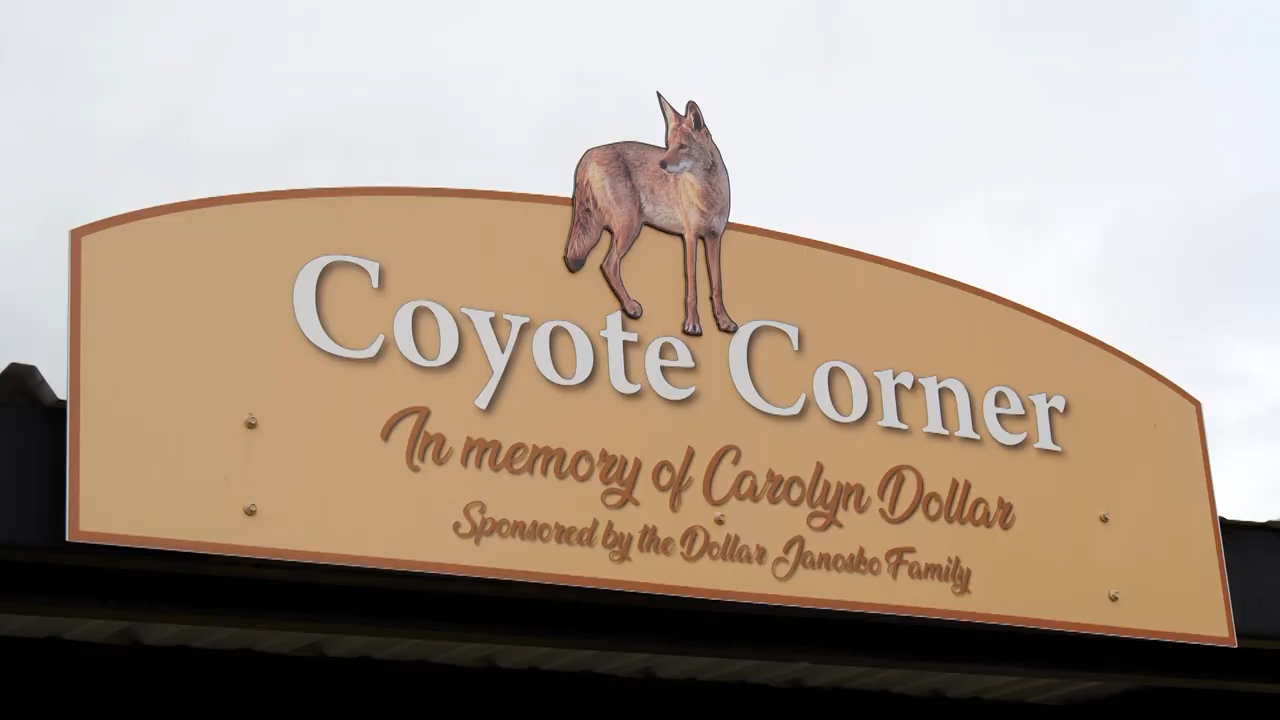 Coyote Corner
In memory of Carolyn Dollar
Sponsored by the Dollar Janosko Family